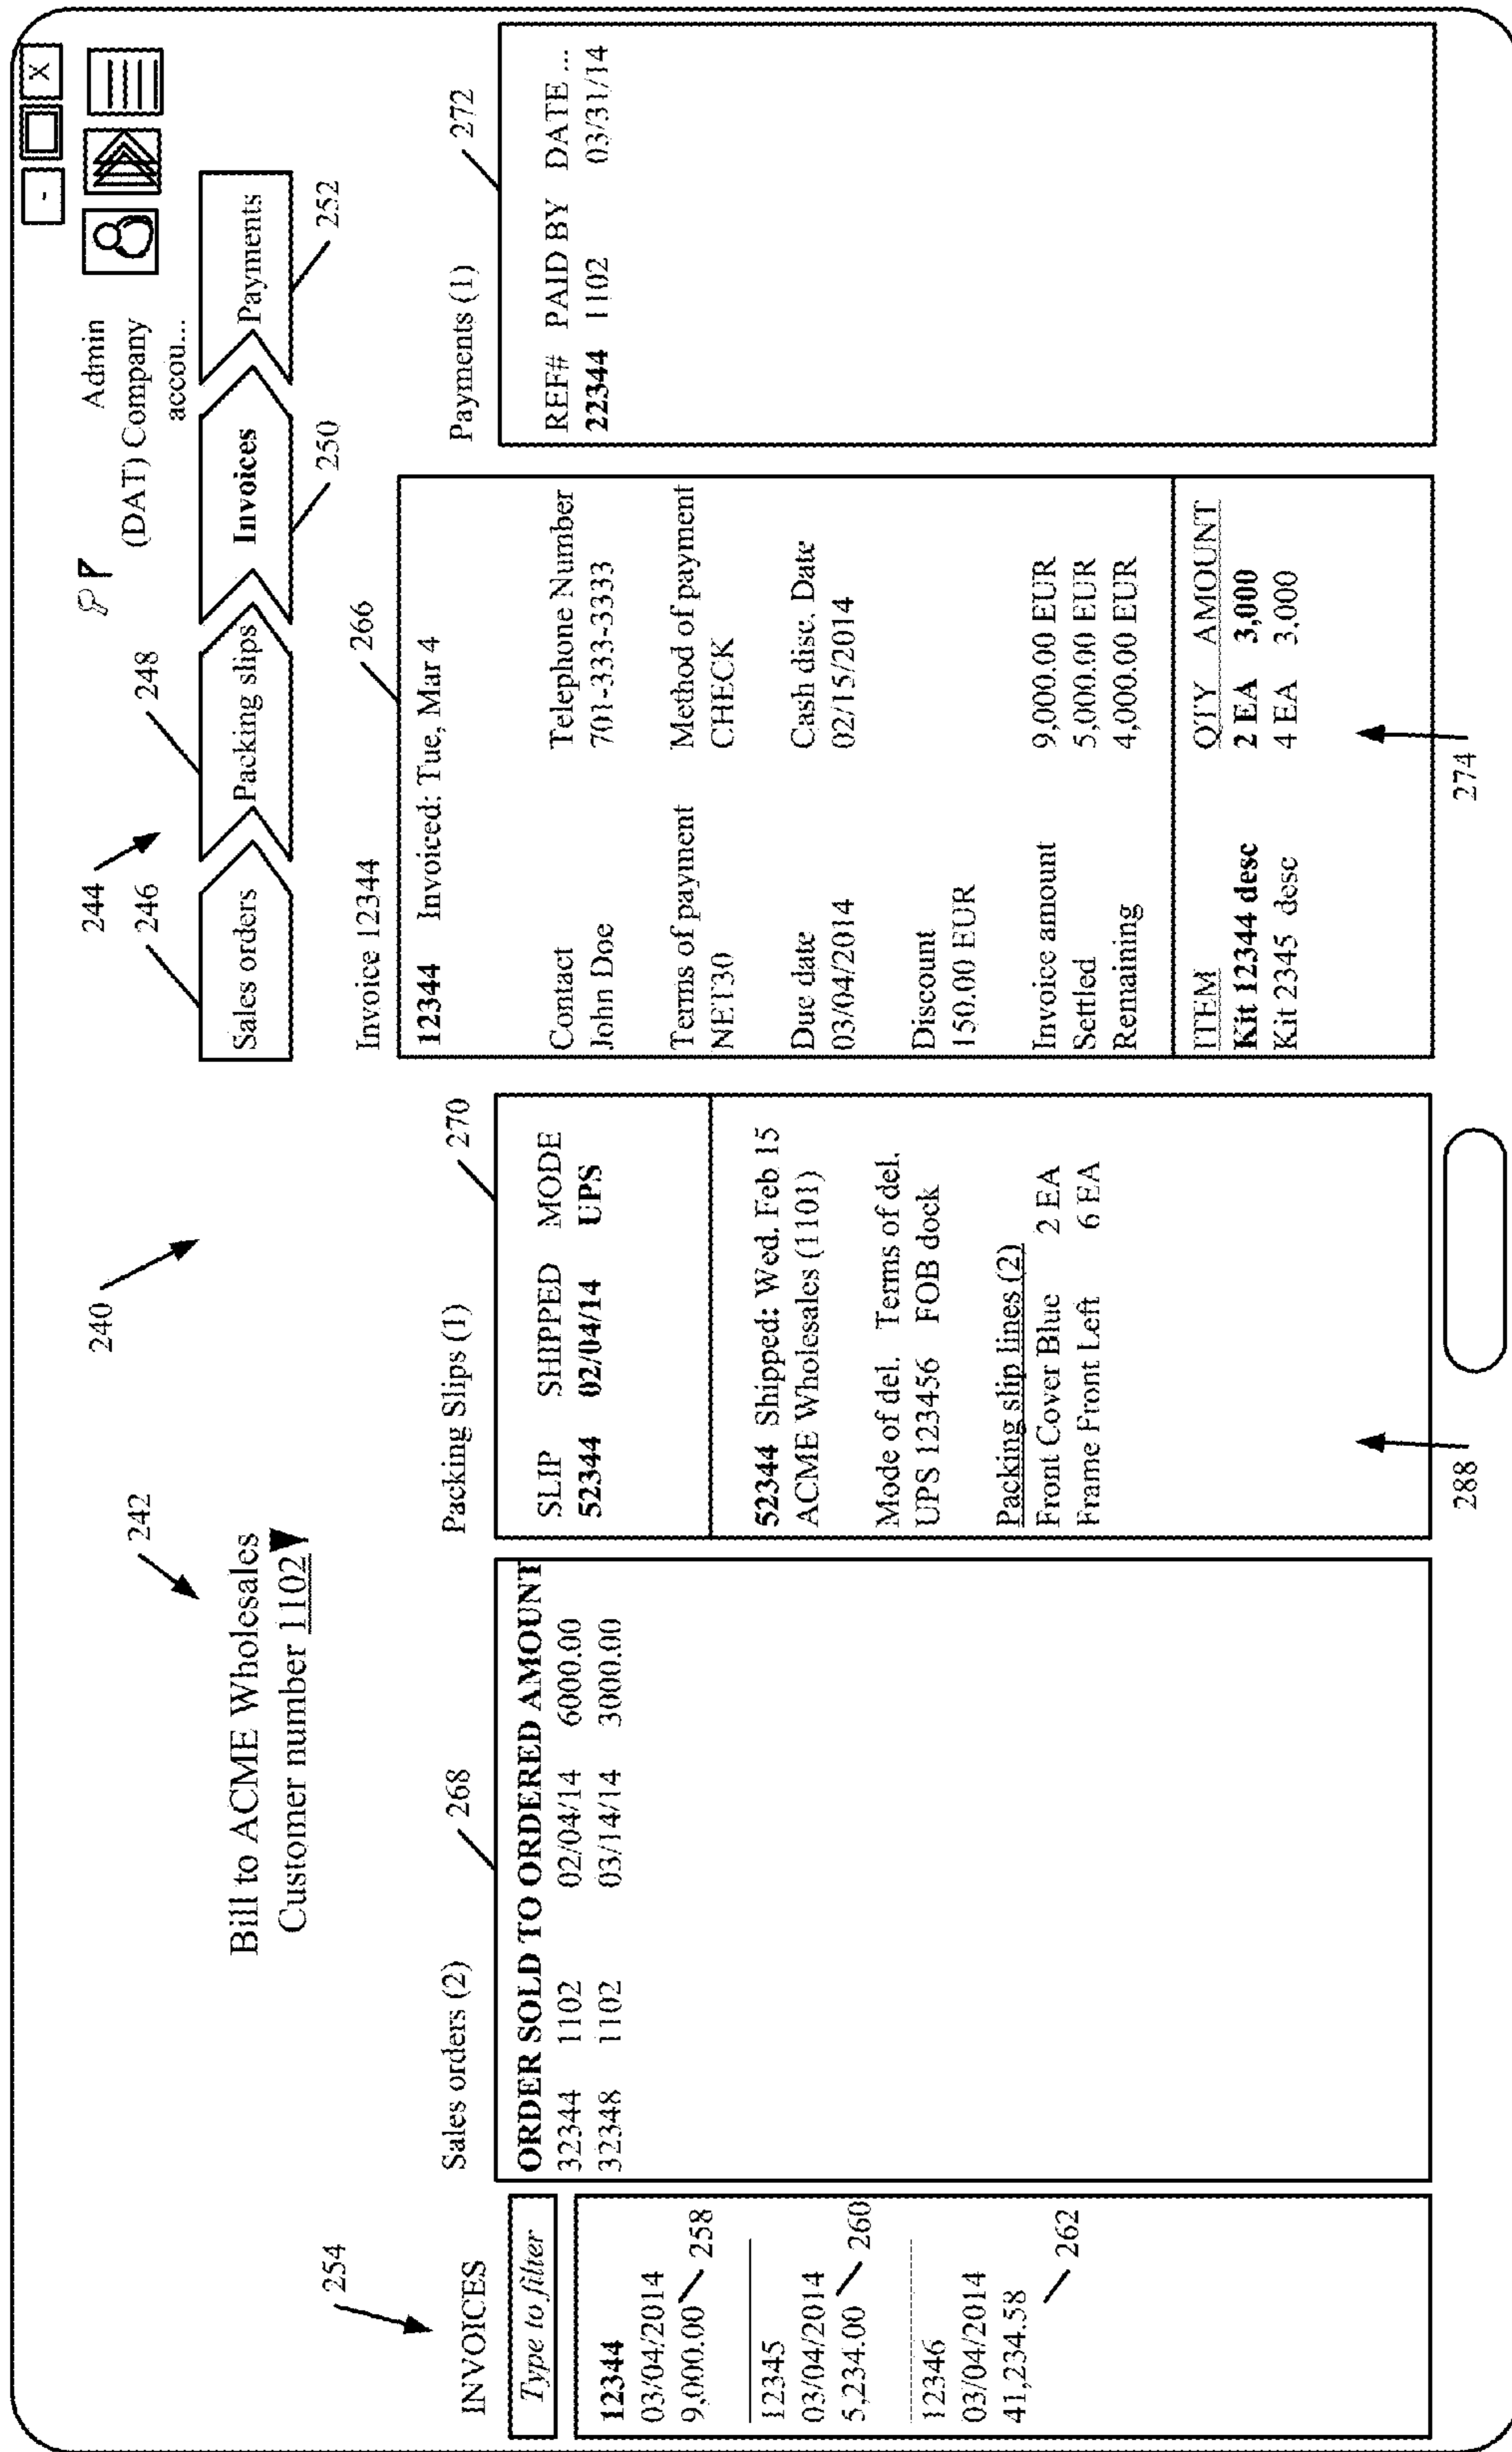 - X
Admin
(DAT) Company
accou...
240
242
Bill to ACME Wholesales
Customer number 1102
244
246
248
Sales orders
Packing slips
Invoices
Payments
250
252
254
INVOICES
Type to filter
12344
03/04/2014
9,000.00
258
12345
03/04/2014
5,234.00
260
12346
03/04/2014
41,234.58
262
Sales orders (2)
268
ORDER SOLD TO ORDERED AMOUNT
32344 1102 02/04/14 6000.00
32348 1102 03/14/14 3000.00
Packing Slips (1)
270
SLIP SHIPPED MODE
52344 02/04/14 UPS
52344 Shipped: Wed. Feb 15
ACME Wholesales (1101)
Mode of del. Terms of del.
UPS 123456 FOB dock
Packing slip lines (2)
Front Cover Blue 2 EA
Frame Front Left 6 EA
288
Invoice 12344
266
12344 Invoiced: Tue, Mar 4
Contact Telephone Number
John Doe 701-333-3333
Terms of payment Method of payment
NET30 CHECK
Due date Cash disc. Date
03/04/2014 02/15/2014
Discount
150.00 EUR
Invoice amount 9,000.00 EUR
Settled 5,000.00 EUR
Remaining 4,000.00 EUR
ITEM QTY AMOUNT
Kit 12344 desc 2 EA 3,000
Kit 2345 desc 4 EA 3,000
274
Payments (1)
272
REF# PAID BY DATE ...
22344 1102 03/31/14